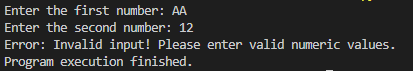 Enter the first number: AA
Enter the second number: 12
Error: Invalid input! Please enter valid numeric values.
Program execution finished.